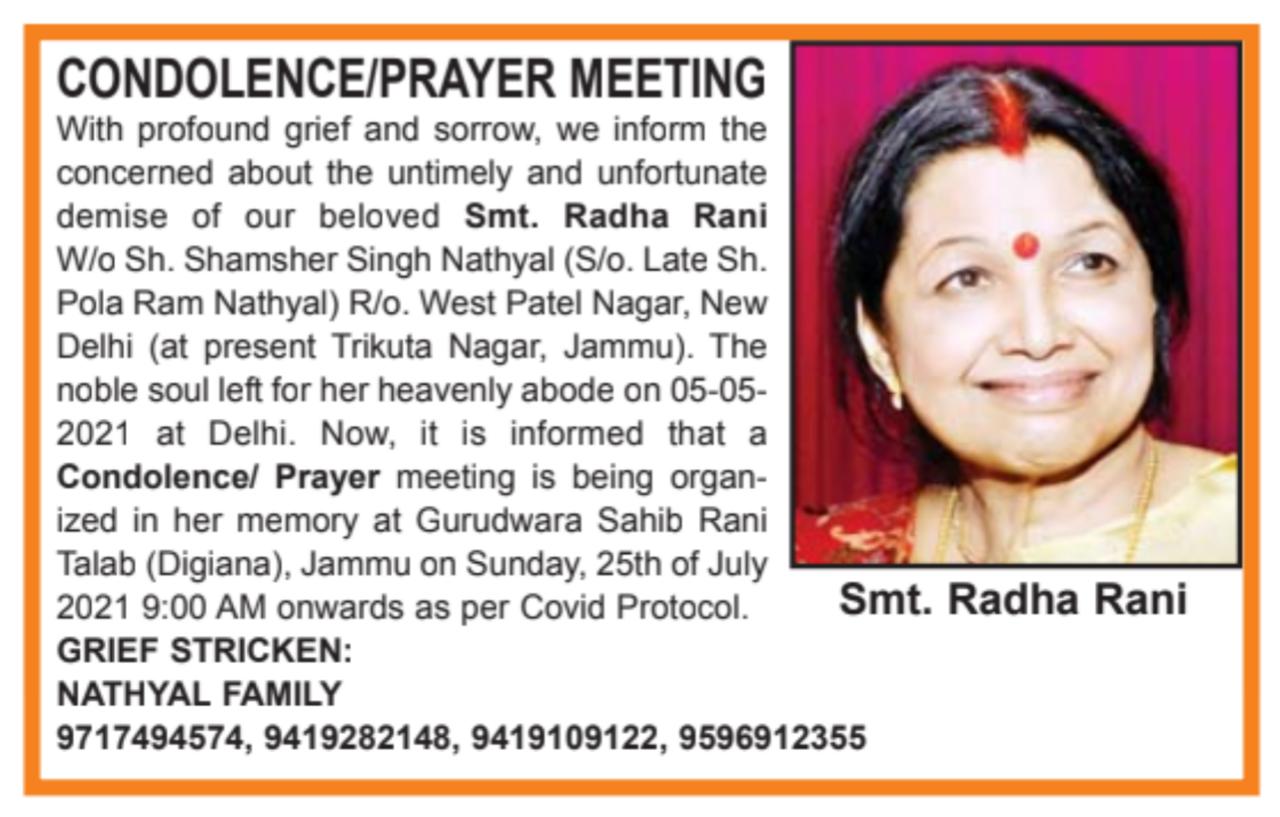 CONDOLENCE/PRAYER MEETING
With profound grief and sorrow, we inform the
concerned about the untimely and unfortunate
demise of our beloved Smt. Radha Rani
W/o Sh. Shamsher Singh Nathyal (S/o. Late Sh.
Pola Ram Nathyal) R/o. West Patel Nagar, New
Delhi (at present Trikuta Nagar, Jammu). The
noble soul left for her heavenly abode on 05-05-
2021 at Delhi. Now, it is informed that a
Condolence/ Prayer meeting is being organ-
ized in her memory at Gurudwara Sahib Rani
Talab (Digiana), Jammu on Sunday, 25th of July
2021 9:00 AM onwards as per Covid Protocol.
GRIEF STRICKEN:
NATHYAL FAMILY
9717494574, 9419282148, 9419109122, 9596912355
Smt. Radha Rani